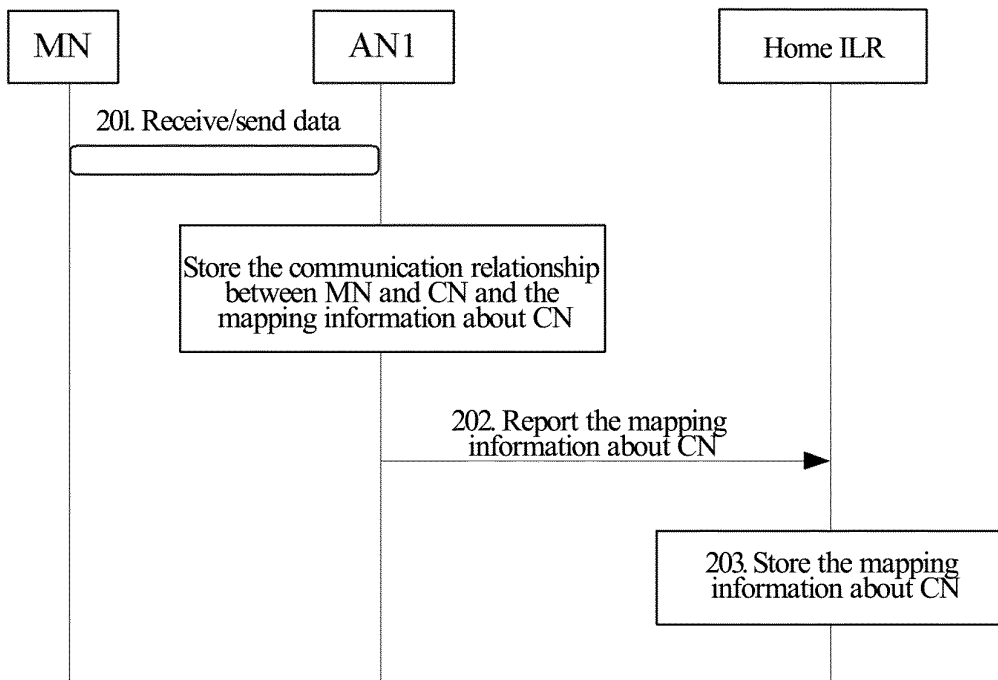 MN
AN1
Home ILR
201. Receive/send data
Store the communication relationship
between MN and CN and the
mapping information about CN
202. Report the mapping
information about CN
203. Store the mapping
information about CN